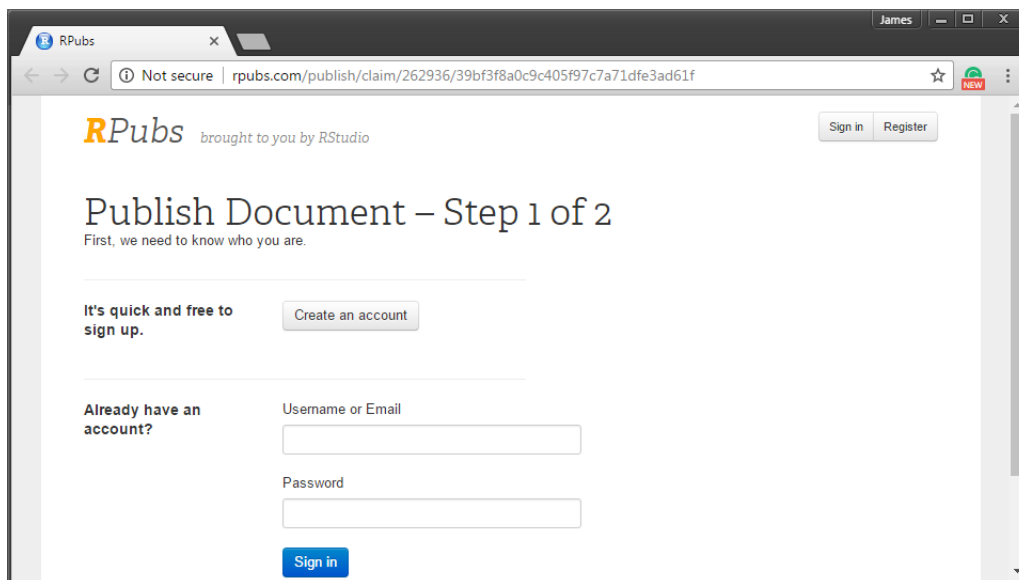 James
RPubs
Not secure | rpubs.com/publish/claim/262936/39bf3f8a0c9c405f97c7a71dfe3ad61f
NEW
RPubs brought to you by RStudio
Sign in Register
Publish Document – Step 1 of 2
First, we need to know who you are.
It's quick and free to
sign up.
Create an account
Already have an
account?
Username or Email
Password
Sign in